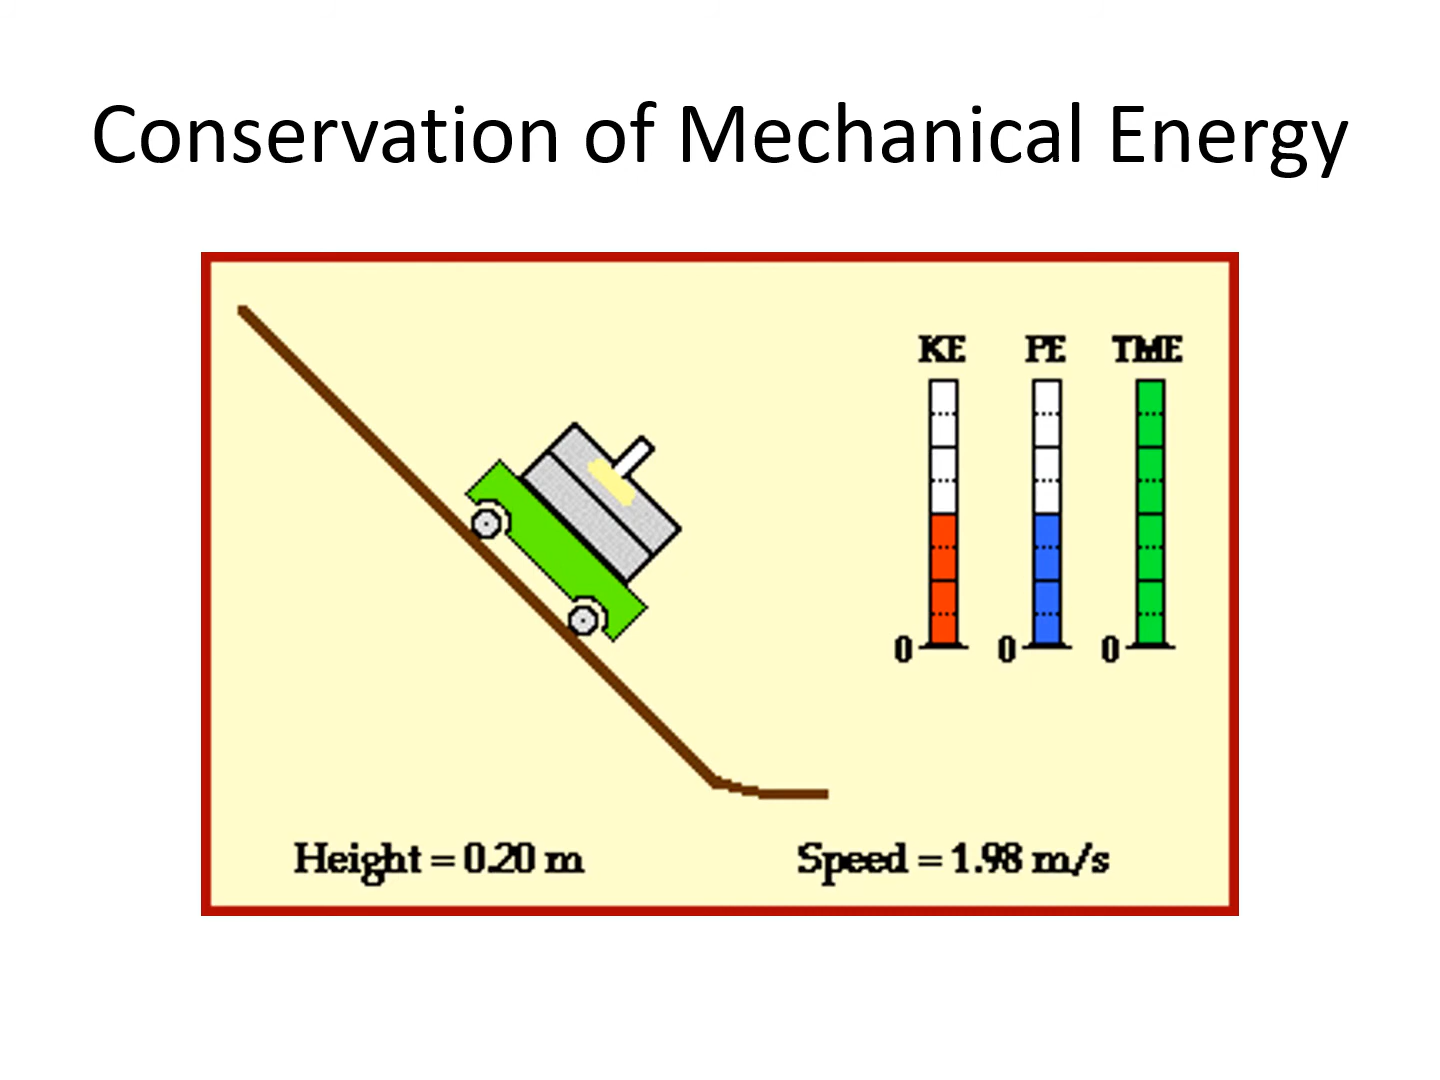 Conservation of Mechanical Energy
KE PE TME
0 0 0
Height = 0.20 m Speed = 1.98 m/s